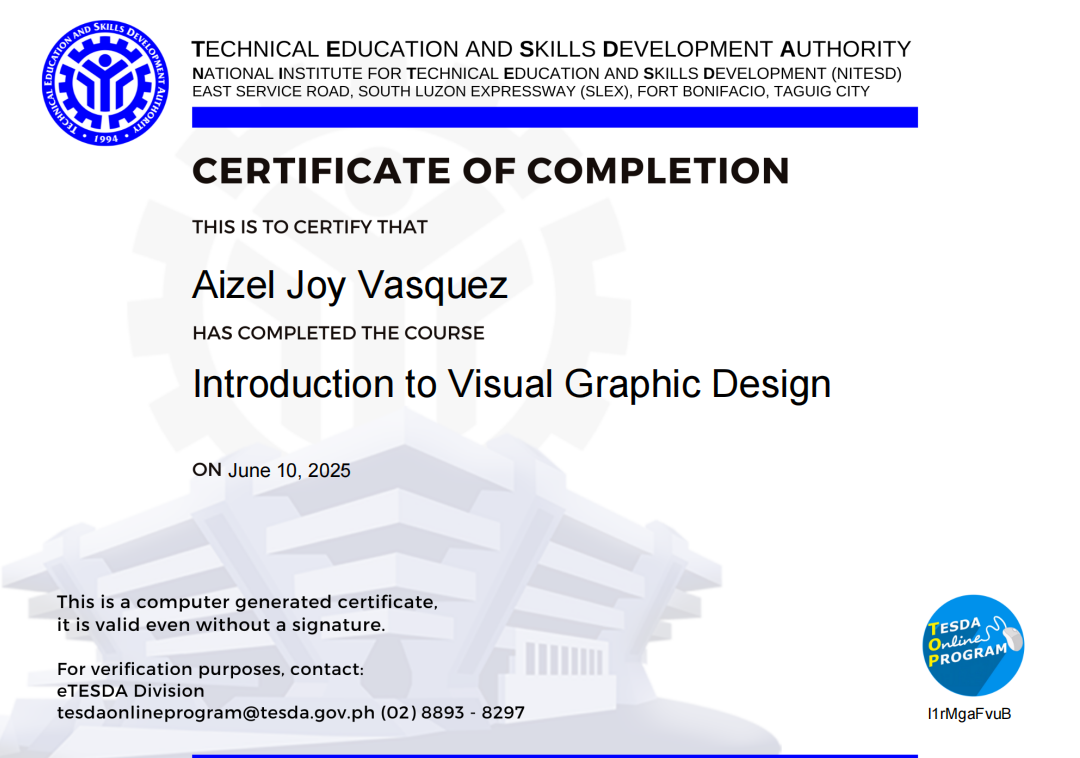 TECHNICAL EDUCATION AND SKILLS DEVELOPMENT AUTHORITY
• 1994 •
TECHNICAL EDUCATION AND SKILLS DEVELOPMENT AUTHORITY
NATIONAL INSTITUTE FOR TECHNICAL EDUCATION AND SKILLS DEVELOPMENT (NITESD)
EAST SERVICE ROAD, SOUTH LUZON EXPRESSWAY (SLEX), FORT BONIFACIO, TAGUIG CITY
CERTIFICATE OF COMPLETION
THIS IS TO CERTIFY THAT
Aizel Joy Vasquez
HAS COMPLETED THE COURSE
Introduction to Visual Graphic Design
ON June 10, 2025
This is a computer generated certificate,
it is valid even without a signature.
For verification purposes, contact:
eTESDA Division
tesdaonlineprogram@tesda.gov.ph (02) 8893 - 8297
TESDA
Online
PROGRAM
I1rMgaFvuB